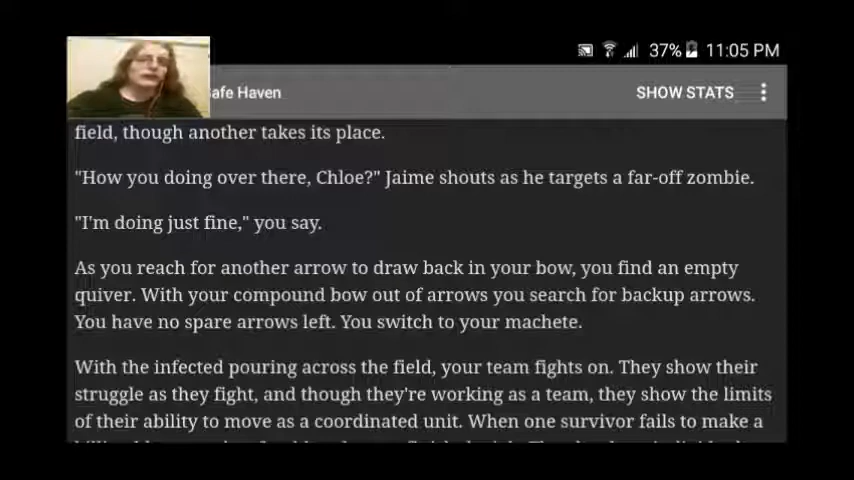 37% 11:05 PM
afe Haven SHOW STATS
field, though another takes its place.
"How you doing over there, Chloe?" Jaime shouts as he targets a far-off zombie.
"I'm doing just fine," you say.
As you reach for another arrow to draw back in your bow, you find an empty
quiver. With your compound bow out of arrows you search for backup arrows.
You have no spare arrows left. You switch to your machete.
With the infected pouring across the field, your team fights on. They show their
struggle as they fight, and though they're working as a team, they show the limits
of their ability to move as a coordinated unit. When one survivor fails to make a